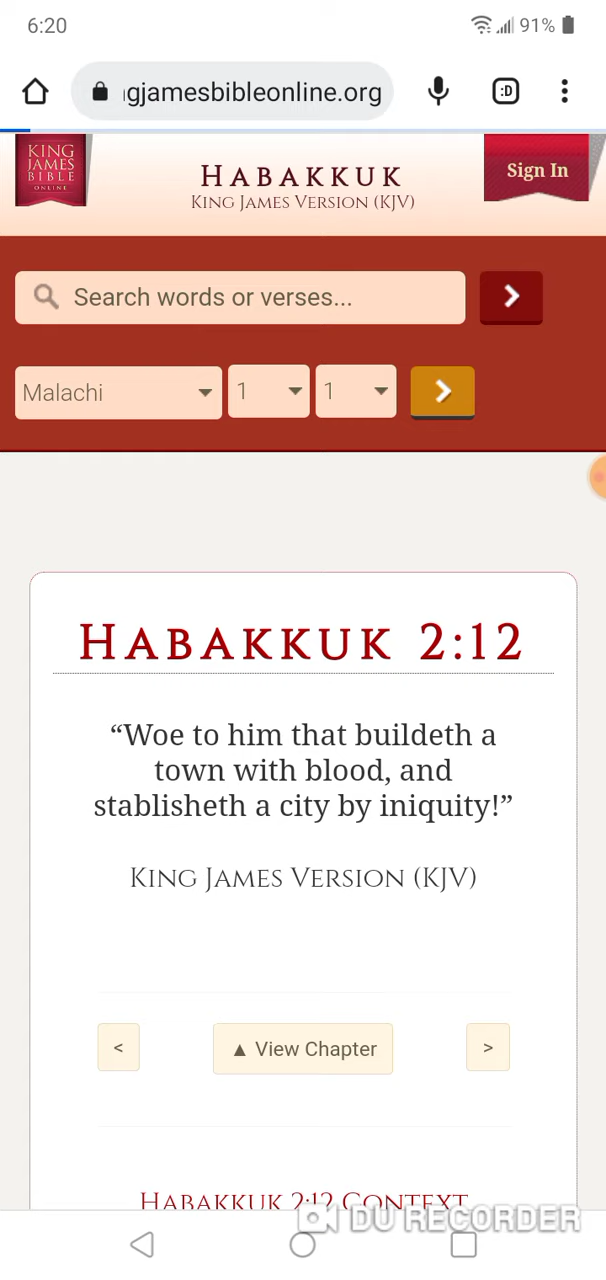 6:20
91%
gjamesbibleonline.org
:D
KING
JAMES
BIBLE
ONLINE
HABAKKUK
KING JAMES VERSION (KJV)
Sign In
Search words or verses...
Malachi 1 1
HABAKKUK 2:12
“Woe to him that buildeth a
town with blood, and
stablisheth a city by iniquity!”
KING JAMES VERSION (KJV)
< ▲ View Chapter >
HABAKKUK 2:12 CONTEXT
DU RECORDER